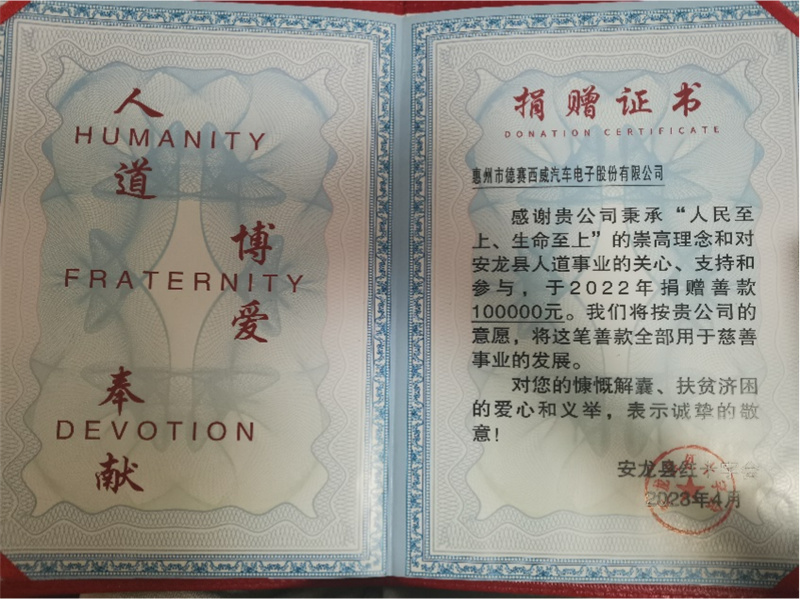 人
HUMANITY
道
博
FRATERNITY
爱
奉
DEVOTION
献
捐赠证书
DONATION CERTIFICATE
惠州市德赛西威汽车电子股份有限公司
感谢贵公司秉承“人民至
上、生命至上”的崇高理念和对
安龙县人道事业的关心、支持和
参与，于2022年捐赠善款
100000元。我们将按贵公司的
意愿，将这笔善款全部用于慈善
事业的发展。
对您的慷慨解囊、扶贫济困
的爱心和义举，表示诚挚的敬
意！
安龙县红十字会
2023年4月